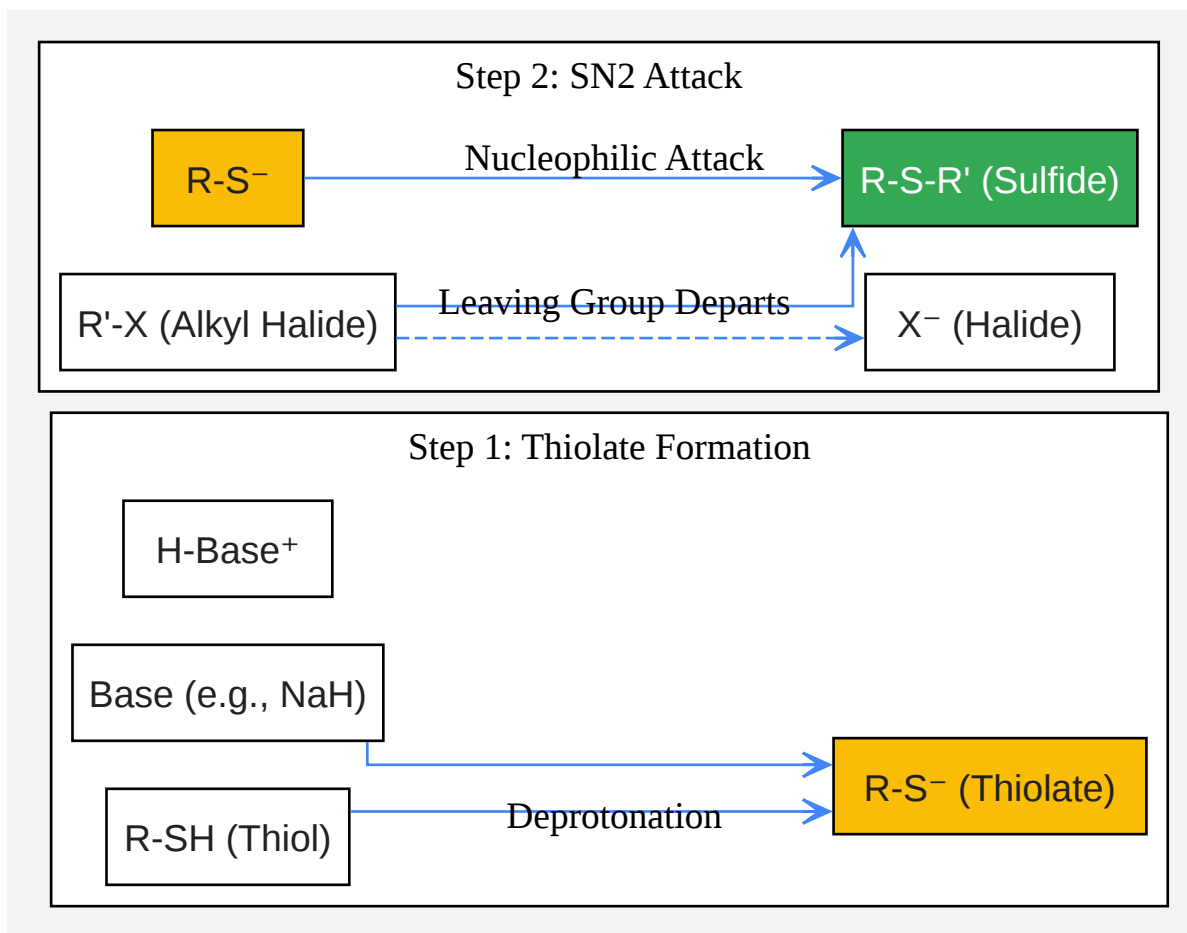 Step 2: SN2 Attack
R-S⁻
Nucleophilic Attack
R-S-R' (Sulfide)
R'-X (Alkyl Halide)
Leaving Group Departs
X⁻ (Halide)
Step 1: Thiolate Formation
H-Base⁺
Base (e.g., NaH)
R-S⁻ (Thiolate)
R-SH (Thiol)
Deprotonation